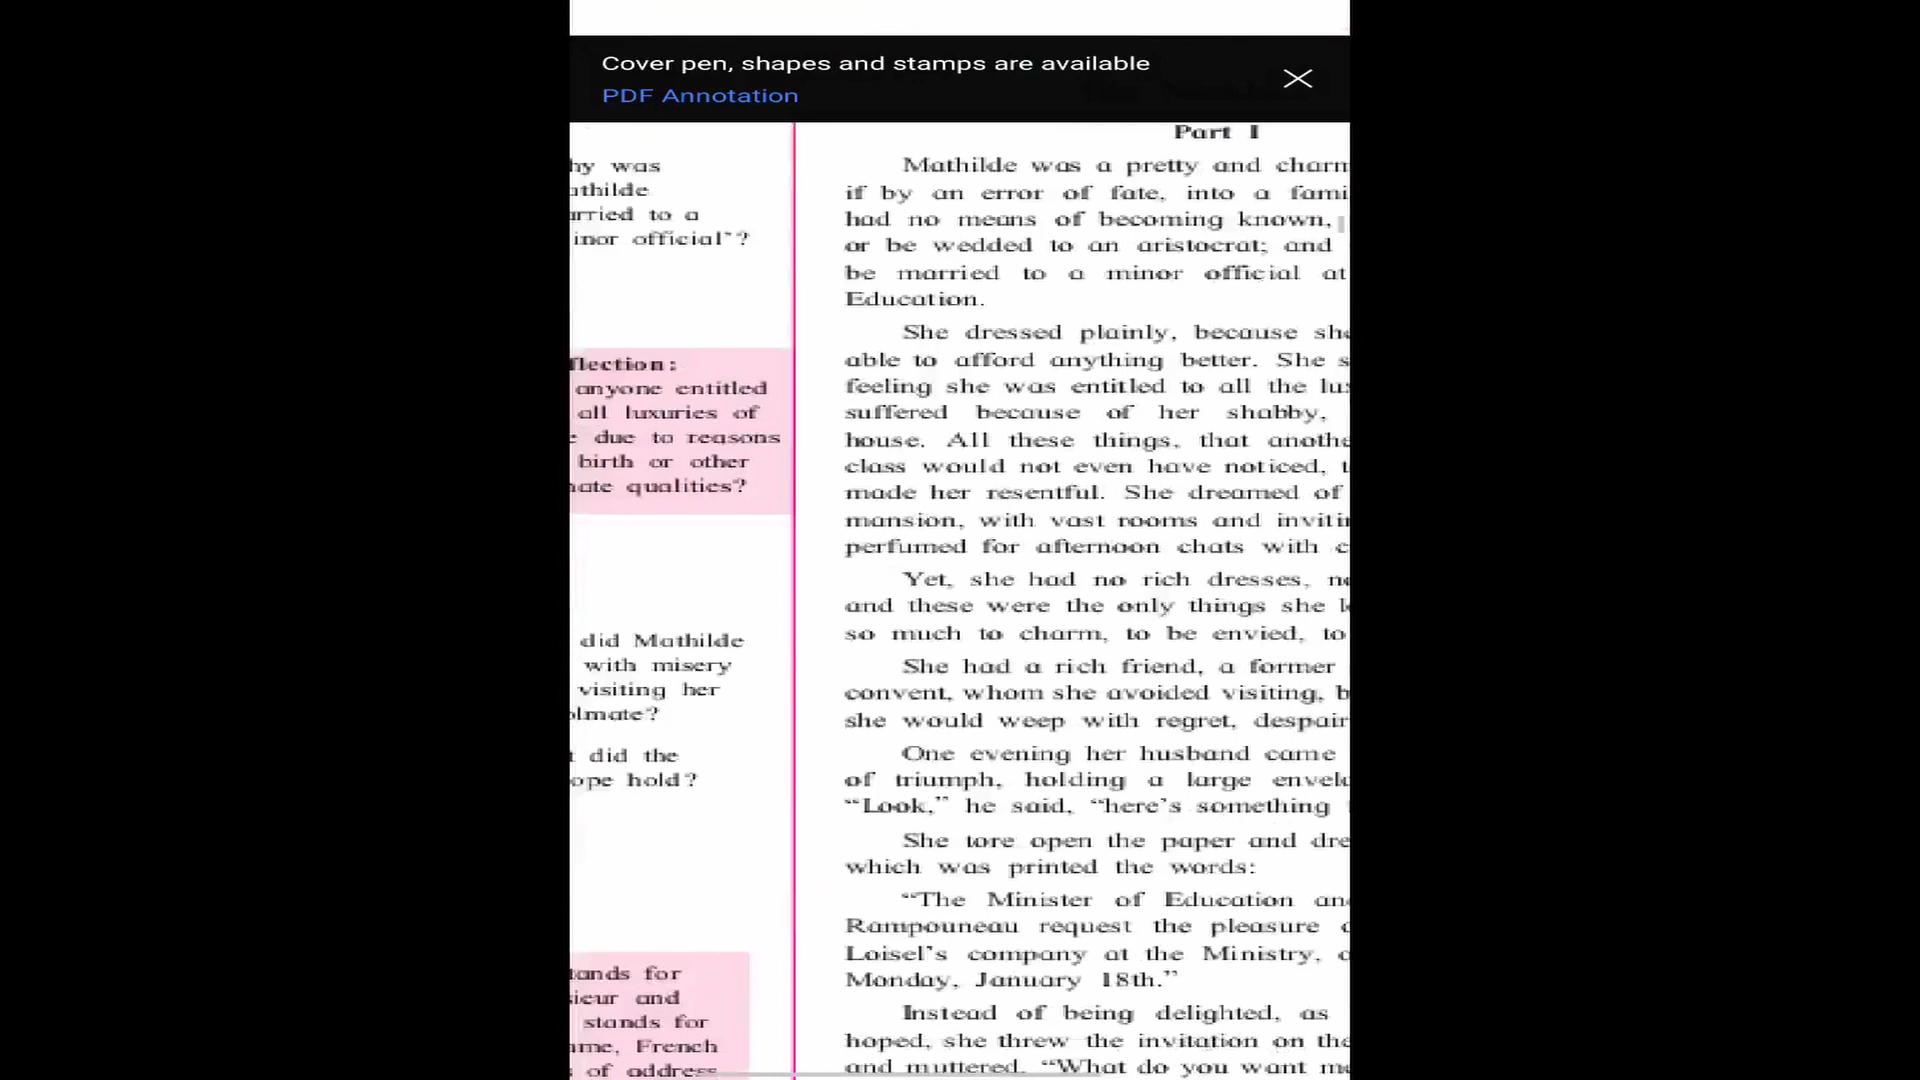 Cover pen, shapes and stamps are available
PDF Annotation
Part I
hy was
athilde
arried to a
inor official"?
flection:
anyone entitled
all luxuries of
due to reasons
birth or other
nate qualities?
did Mathilde
with misery
visiting her
olmate?
did the
ope hold?
tands for
sieur and
stands for
ame, French
of address
Mathilde was a pretty and charm
if by an error of fate, into a fami
had no means of becoming known,
or be wedded to an aristocrat; and
be married to a minor official at
Education.
She dressed plainly, because she
able to afford anything better. She s
feeling she was entitled to all the lux
suffered because of her shabby,
house. All these things, that anothe
class would not even have noticed, t
made her resentful. She dreamed of
mansion, with vast rooms and invitin
perfumed for afternoon chats with c
Yet, she had no rich dresses, no
and these were the only things she l
so much to charm, to be envied, to
She had a rich friend, a former
convent, whom she avoided visiting, b
she would weep with regret, despair
One evening her husband came
of triumph, holding a large envelo
"Look," he said, "here's something
She tore open the paper and dre
which was printed the words:
"The Minister of Education and
Rampouneau request the pleasure o
Loisel's company at the Ministry, o
Monday, January 18th."
Instead of being delighted, as
hoped, she threw the invitation on the
and muttered, "What do you want me